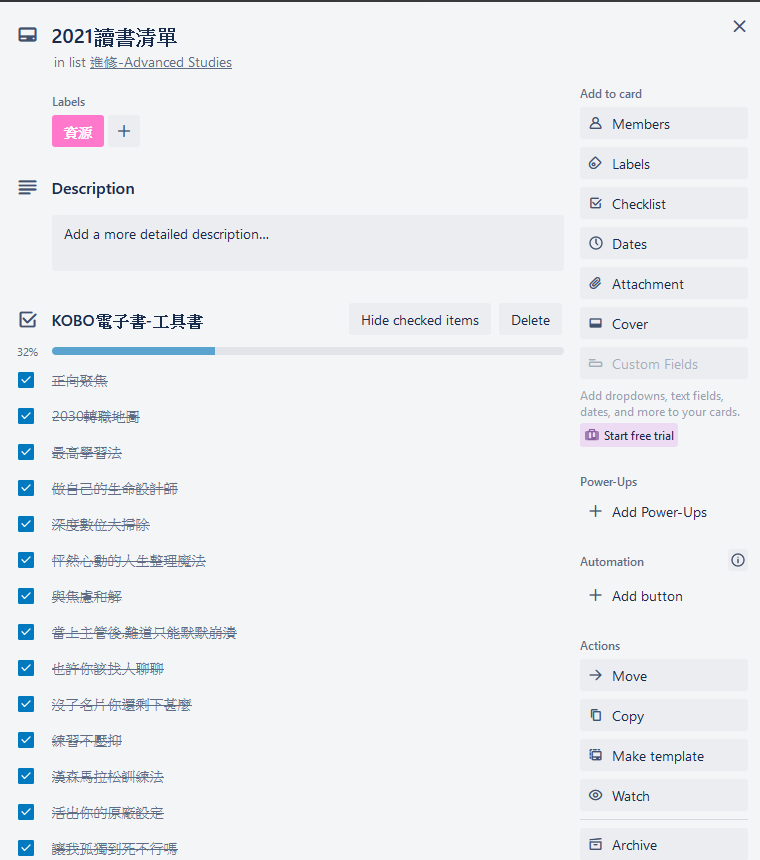 2021讀書清單
in list 進修-Advanced Studies
Labels
資源
Description
Add a more detailed description...
KOBO電子書-工具書
Hide checked items
Delete
32%
正向聚焦
2030轉職地圖
最高學習法
做自己的生命設計師
深度數位大掃除
怦然心動的人生整理魔法
與焦慮和解
當上主管後,難道只能默默崩潰
也許你該找人聊聊
沒了名片你還剩下甚麼
練習不壓抑
漢森馬拉松訓練法
活出你的原廠設定
讓我孤獨到死不行嗎
Add to card
Members
Labels
Checklist
Dates
Attachment
Cover
Custom Fields
Add dropdowns, text fields,
dates, and more to your cards.
Start free trial
Power-Ups
Add Power-Ups
Automation
Add button
Actions
Move
Copy
Make template
Watch
Archive